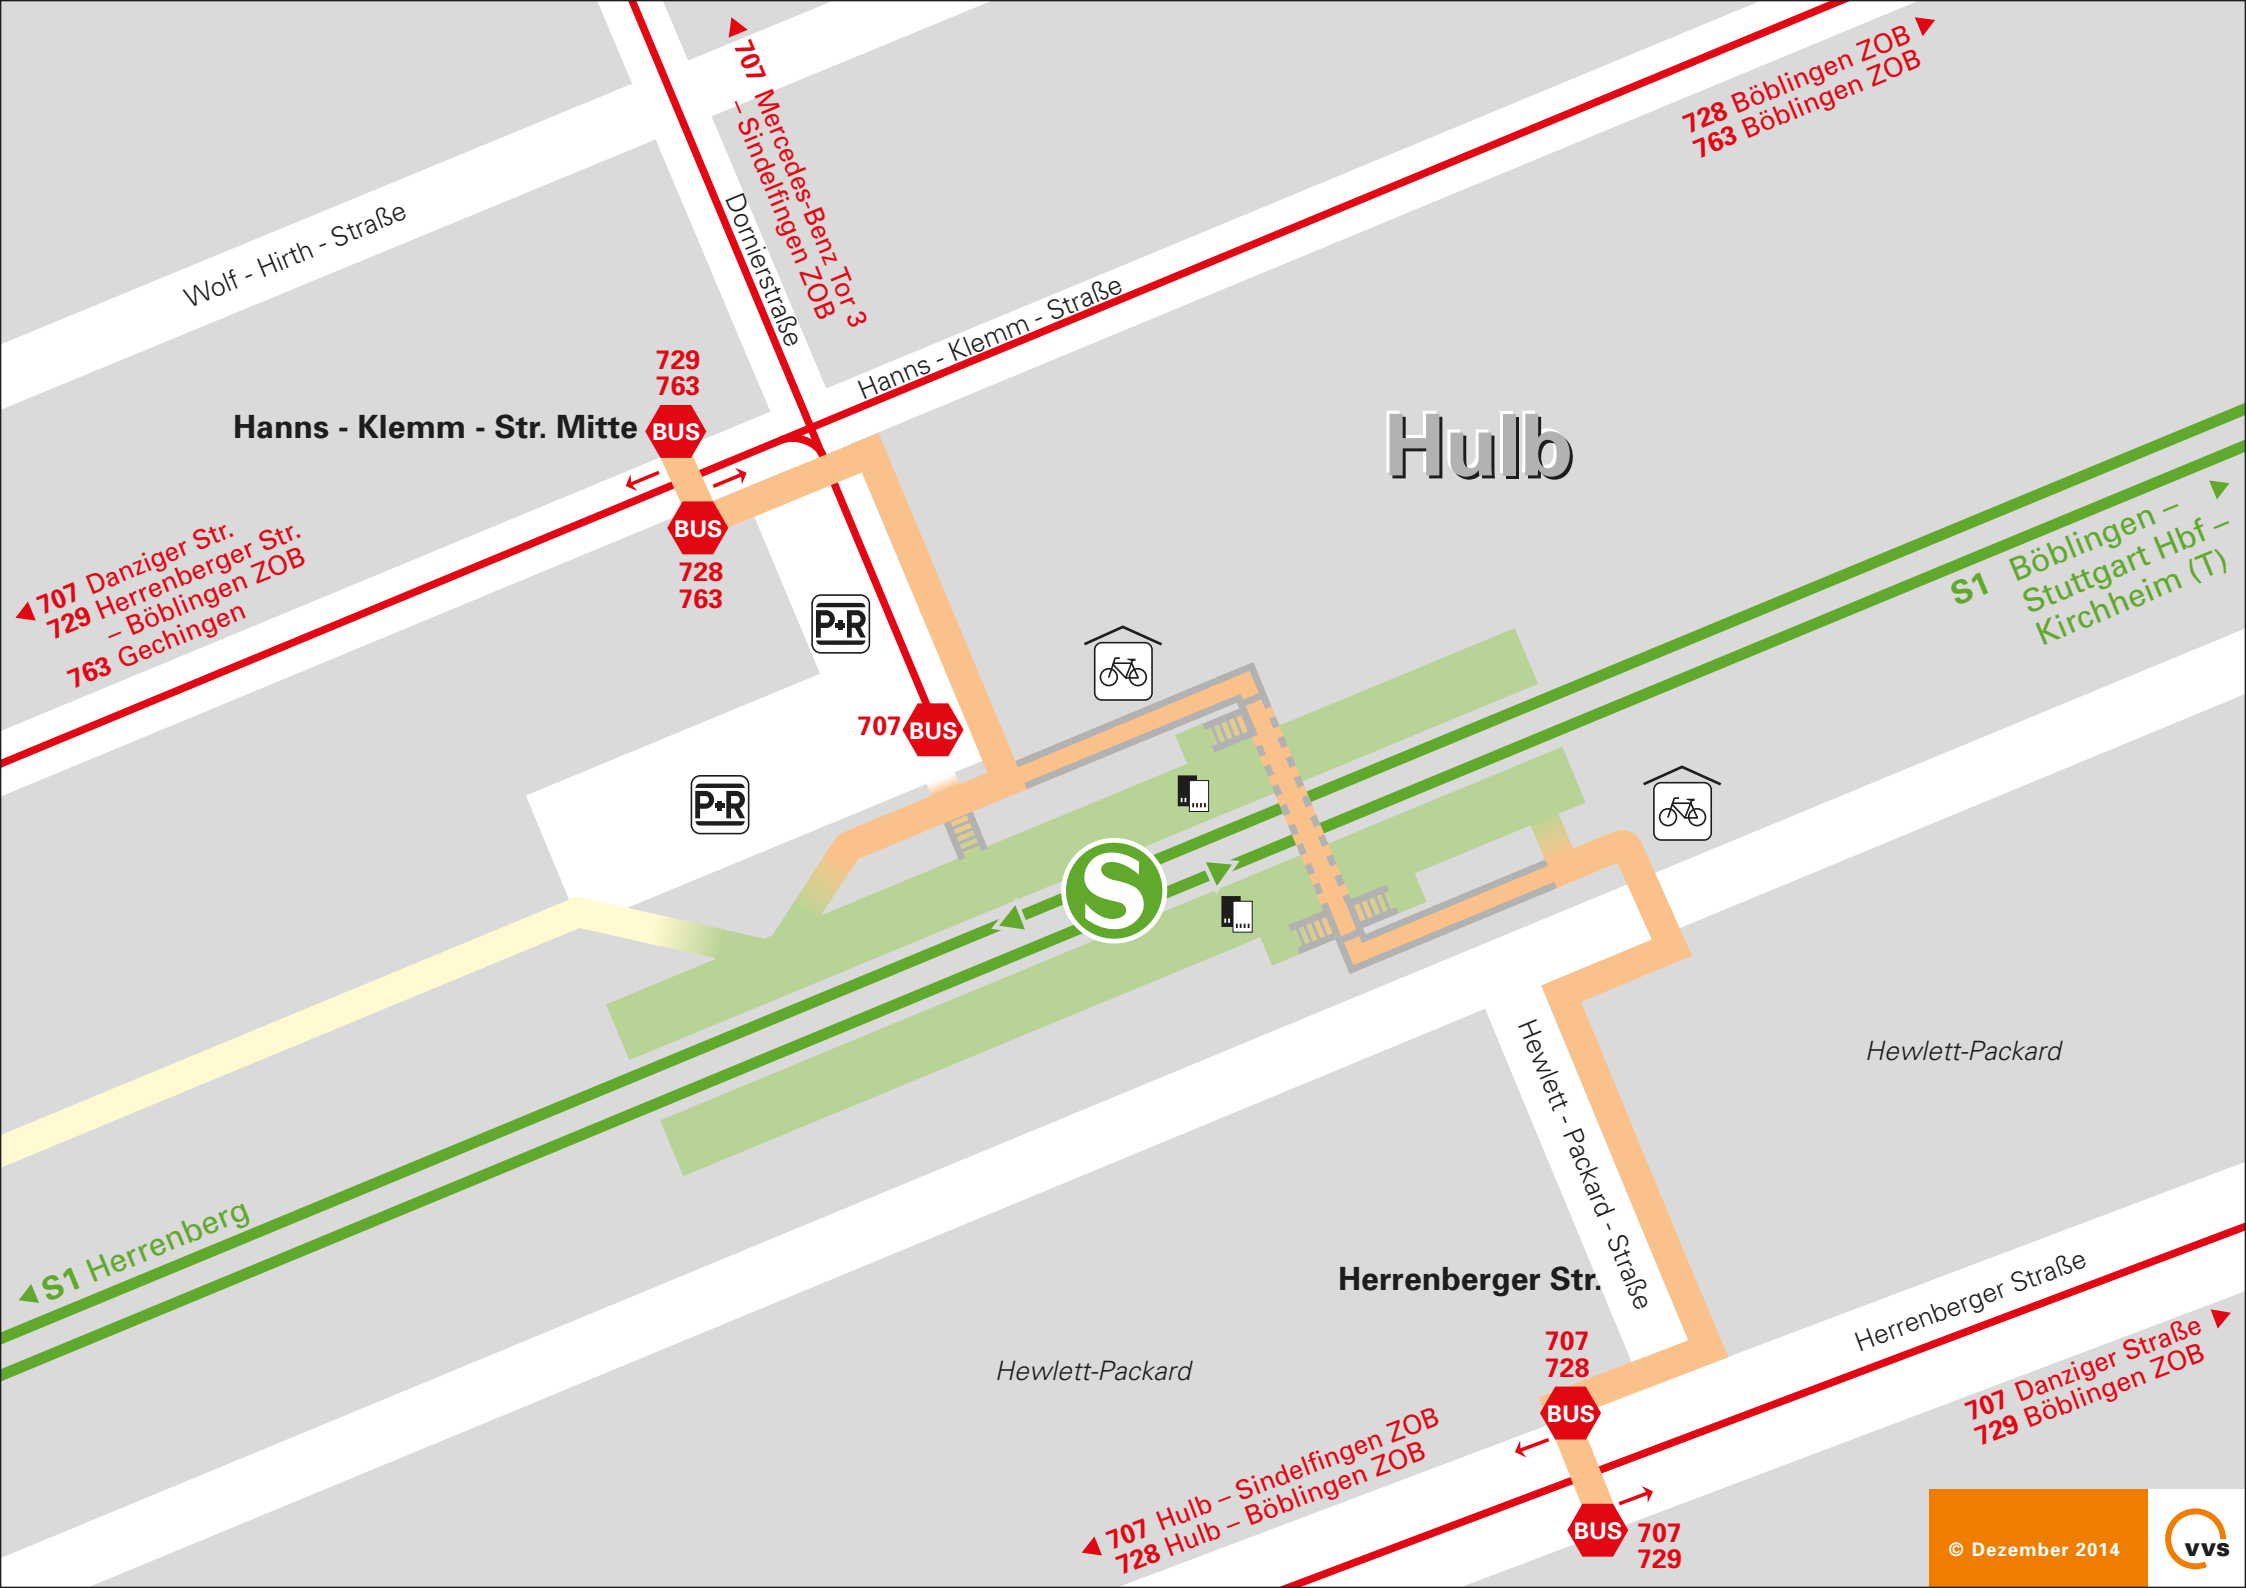 707 Mercedes-Benz Tor 3
– Sindelfingen ZOB
728 Böblingen ZOB
763 Böblingen ZOB
Wolf - Hirth - Straße
Dornierstraße
Hanns - Klemm - Straße
729
763
Hanns - Klemm - Str. Mitte
BUS
BUS
728
763
Hulb
707 Danziger Str.
729 Herrenberger Str.
– Böblingen ZOB
763 Gechingen
S1 Böblingen –
Stuttgart Hbf –
Kirchheim (T)
P+R
707
BUS
P+R
S
Hewlett - Packard - Straße
Hewlett-Packard
S1 Herrenberg
Herrenberger Str.
Herrenberger Straße
707
728
BUS
Hewlett-Packard
707 Danziger Straße
729 Böblingen ZOB
707 Hulb – Sindelfingen ZOB
728 Hulb – Böblingen ZOB
BUS
707
729
© Dezember 2014
vvs